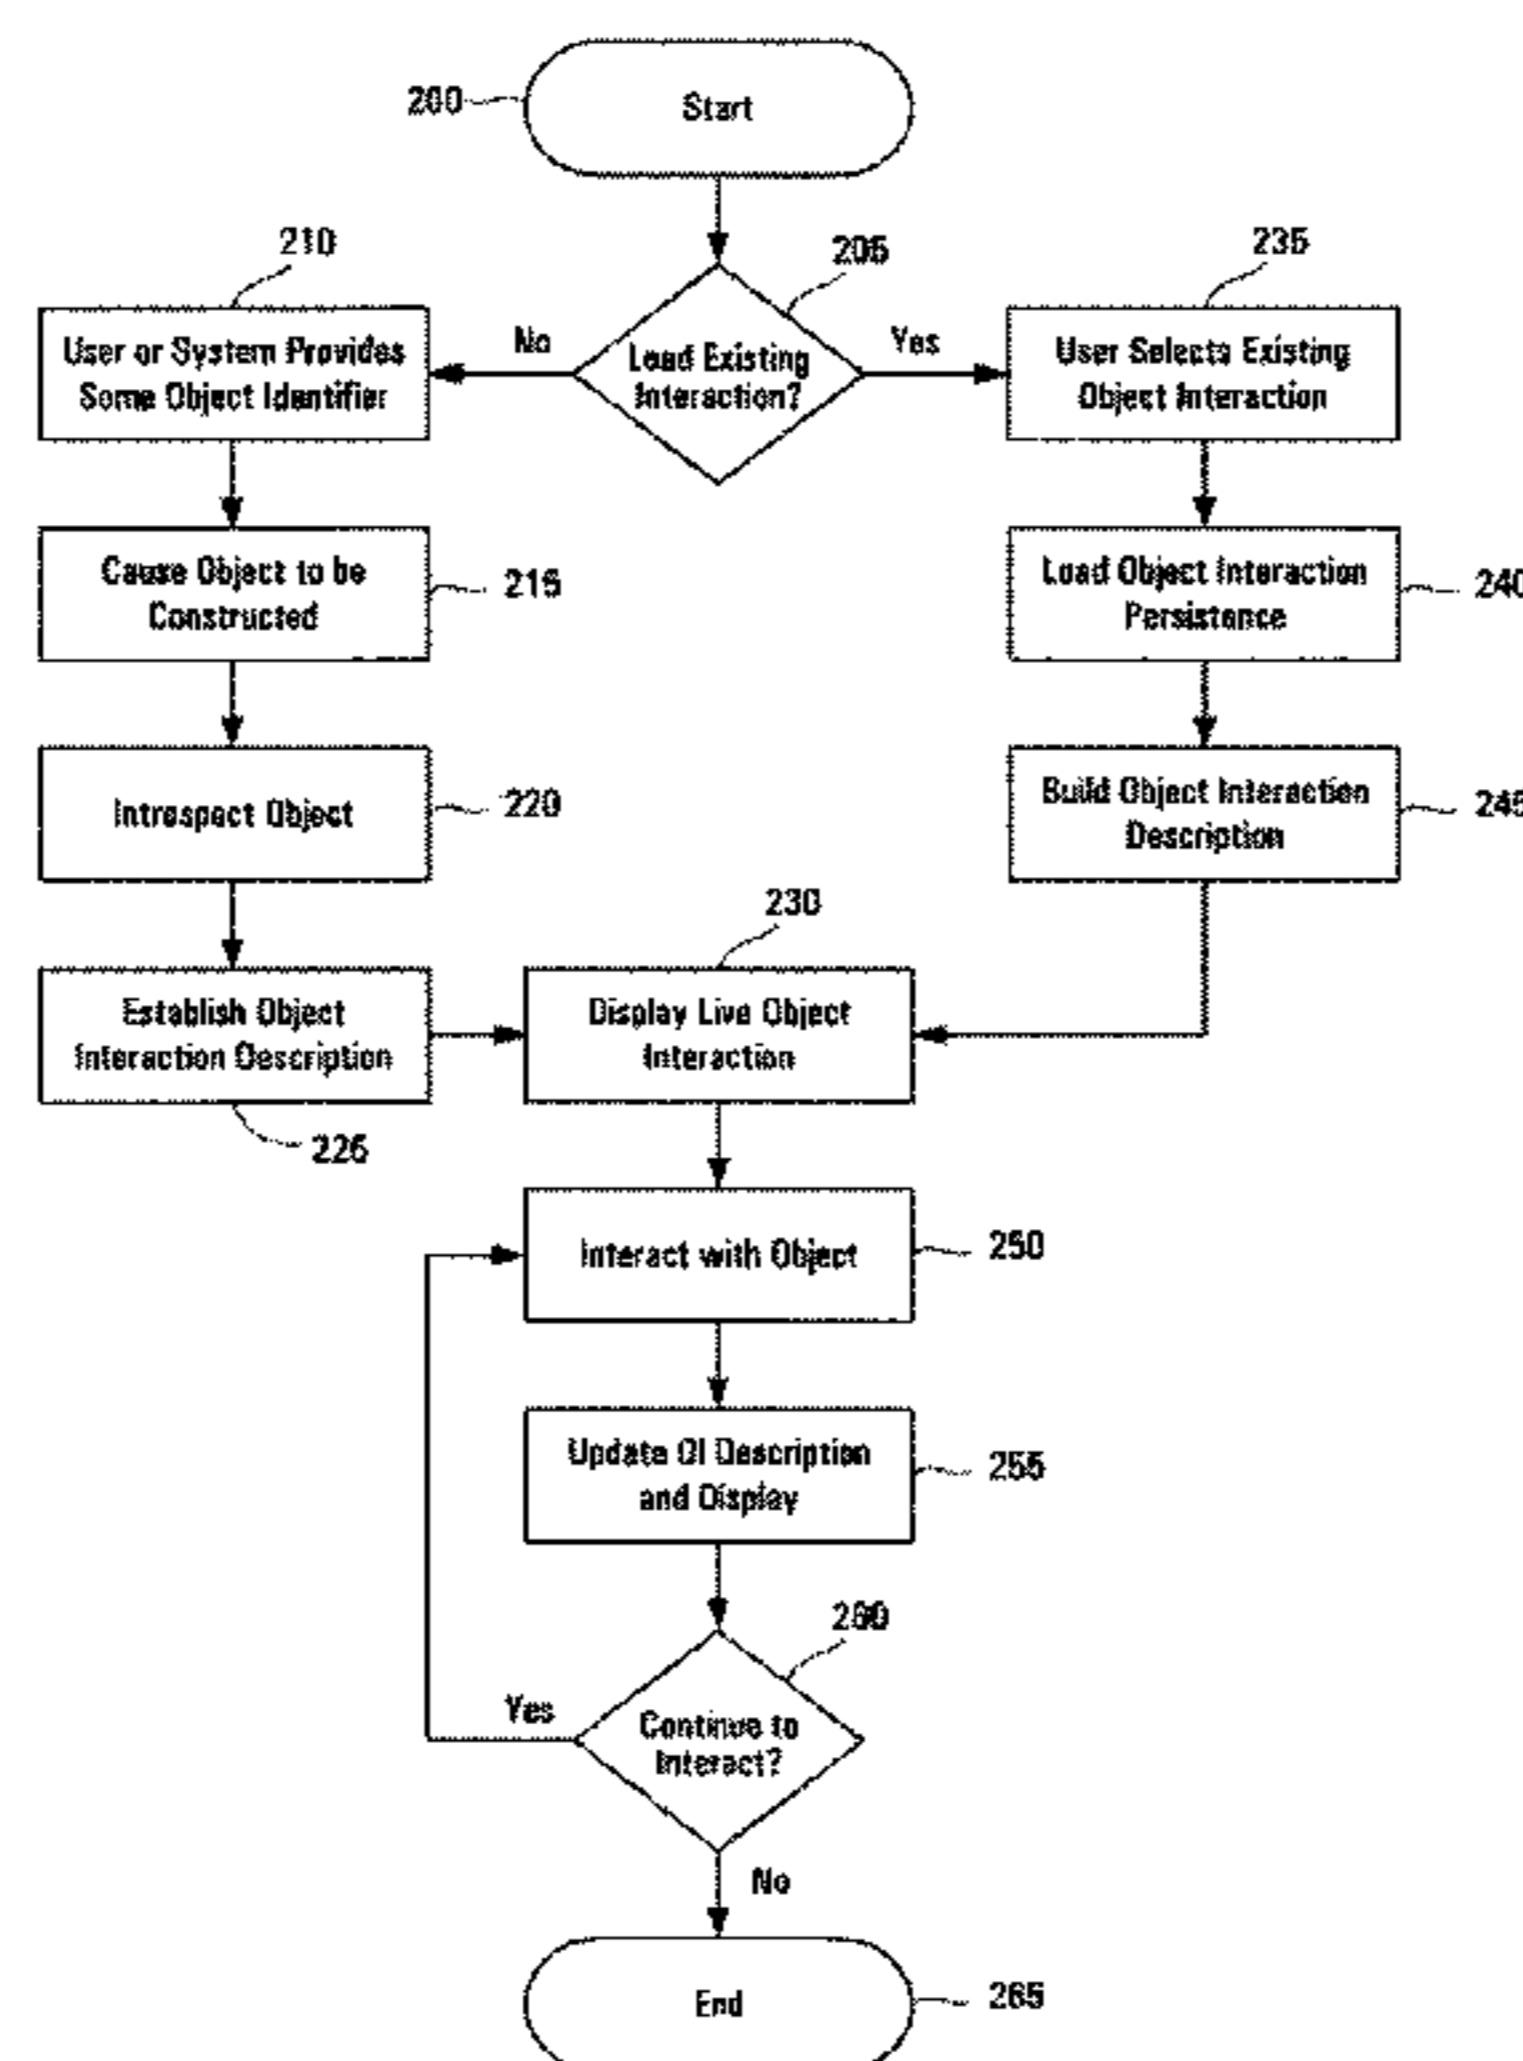 200
Start
210
205
235
User or System Provides
Some Object Identifier
No
Load Existing
Interaction?
Yes
User Selects Existing
Object Interaction
Cause Object to be
Constructed
215
Load Object Interaction
Persistence
240
Introspect Object
220
Build Object Interaction
Description
245
230
Establish Object
Interaction Description
Display Live Object
Interaction
225
Interact with Object
250
Update OI Description
and Display
255
260
Yes
Continue to
Interact?
No
End
265